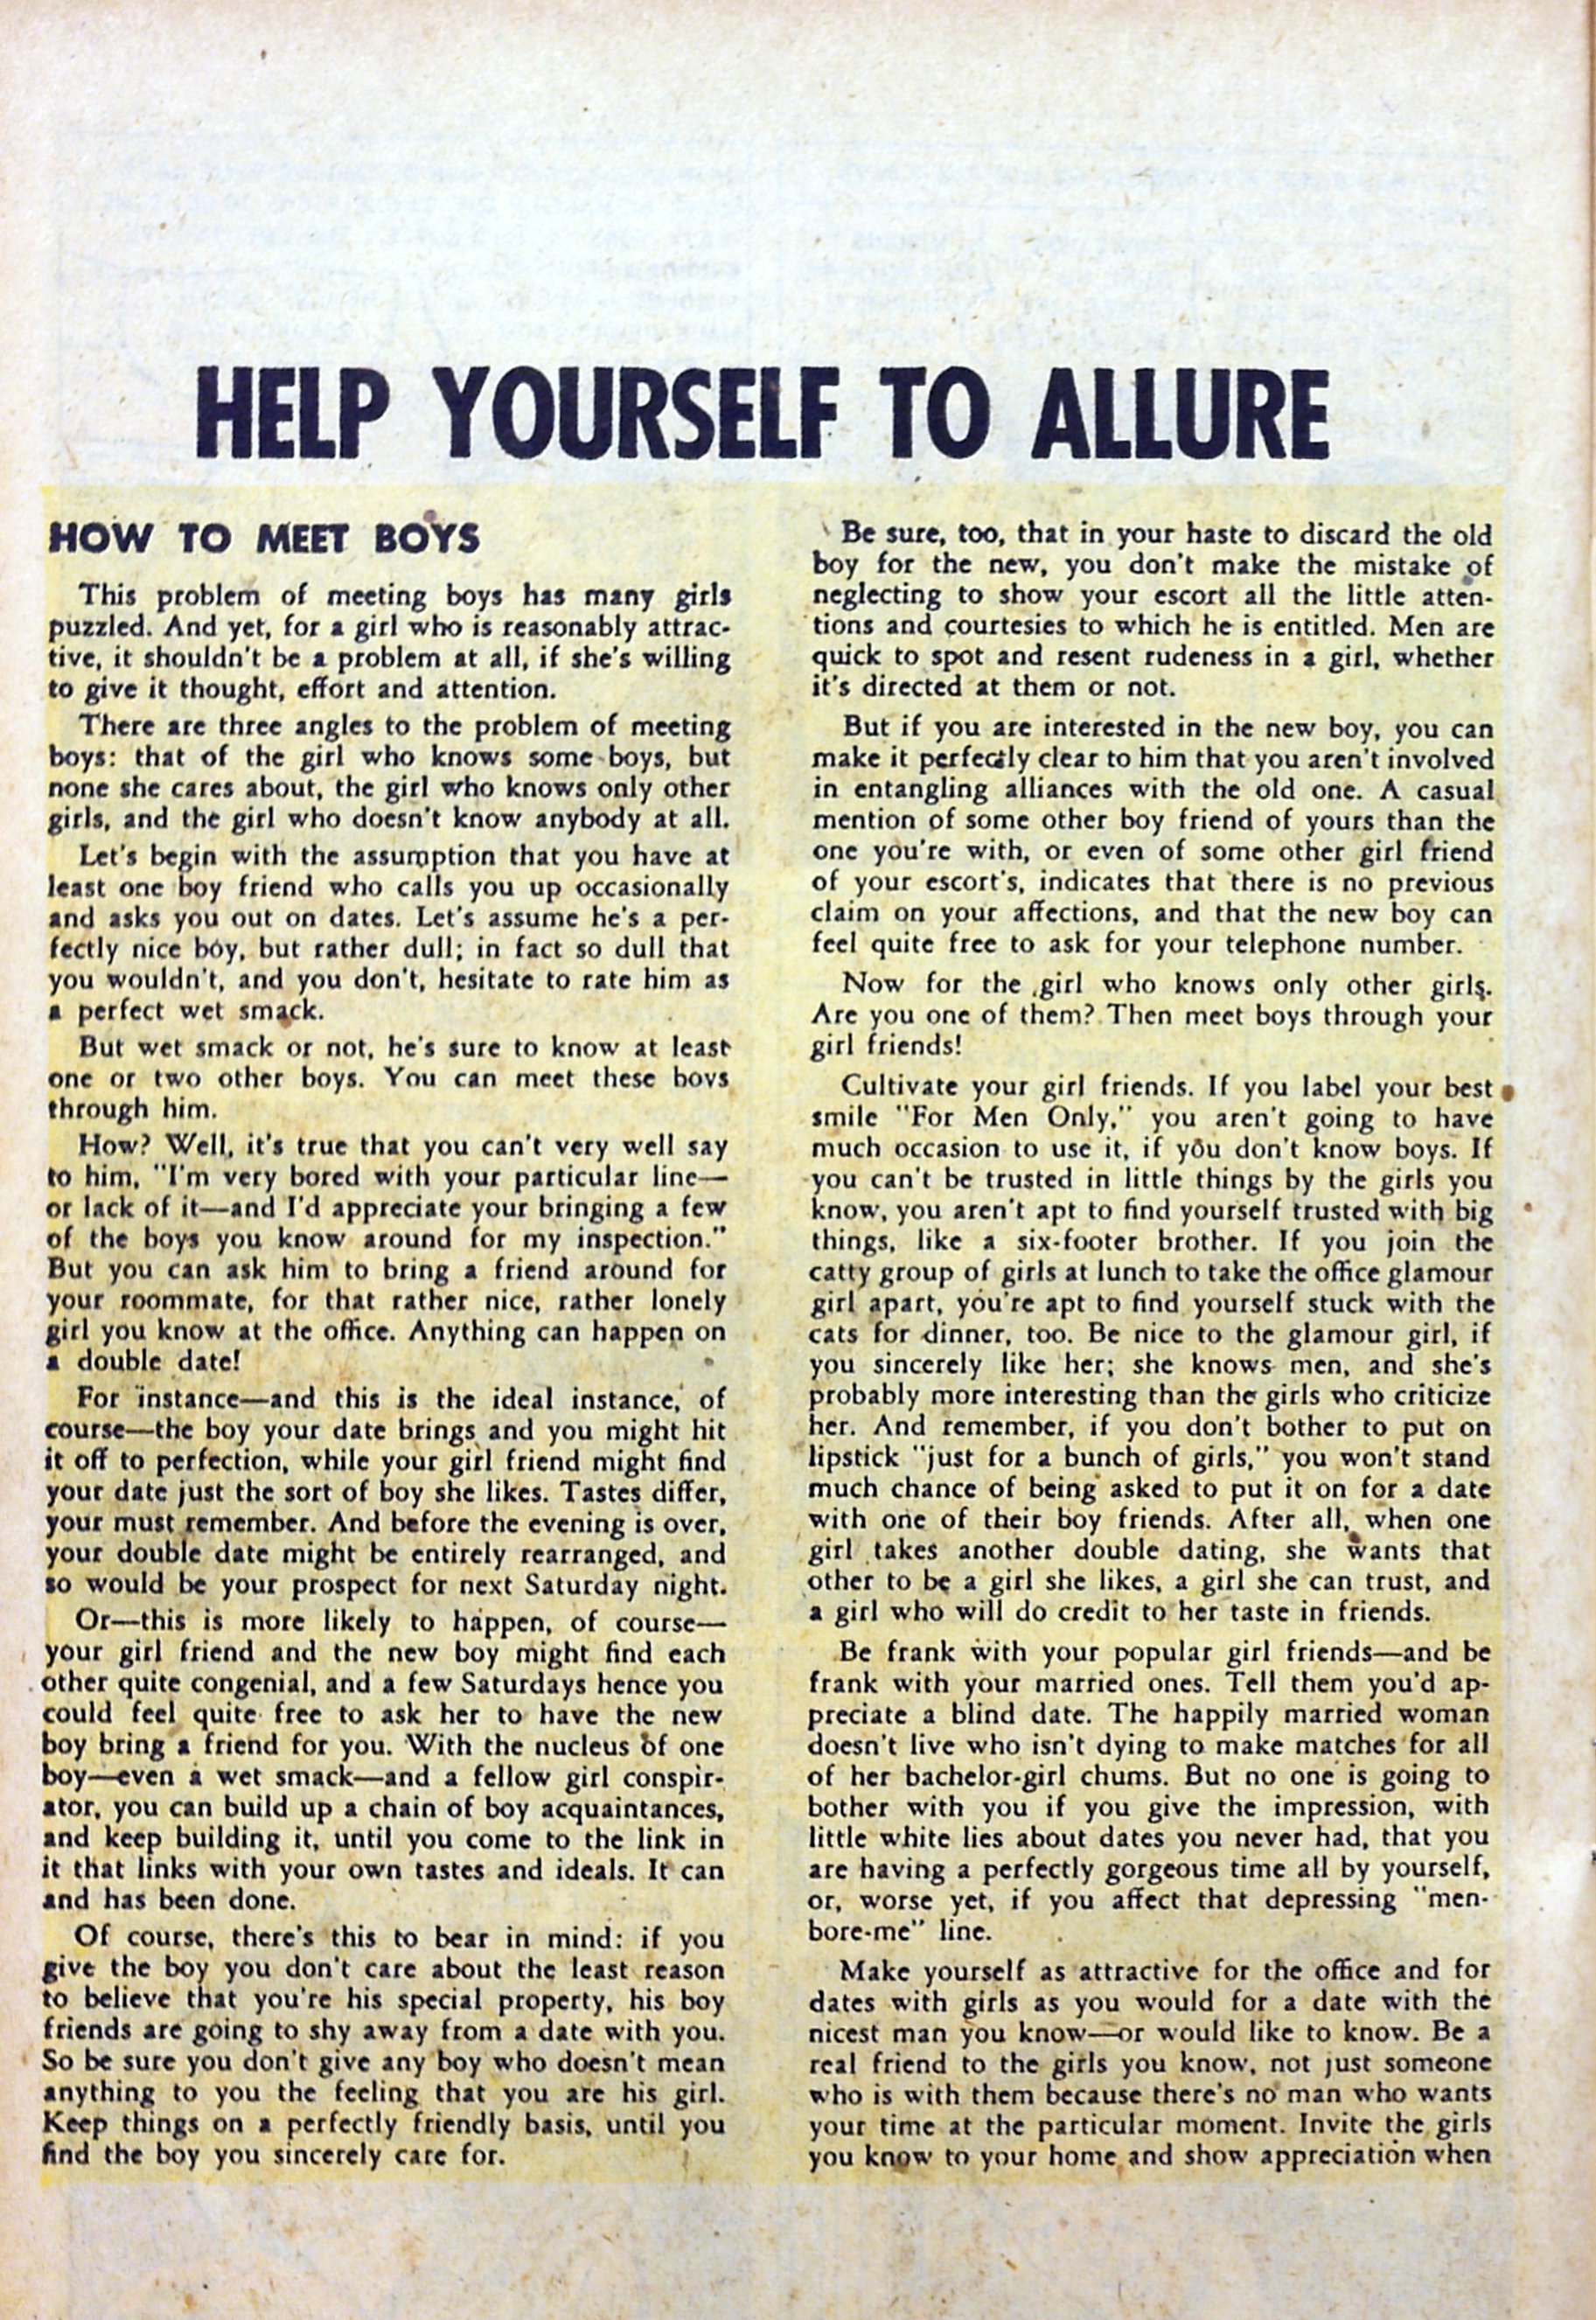 HELP YOURSELF TO ALLURE
HOW TO MEET BOYS
This problem of meeting boys has many girls
puzzled. And yet, for a girl who is reasonably attrac-
tive, it shouldn't be a problem at all, if she's willing
to give it thought, effort and attention.
There are three angles to the problem of meeting
boys: that of the girl who knows some boys, but
none she cares about, the girl who knows only other
girls, and the girl who doesn't know anybody at all.
Let's begin with the assumption that you have at
least one boy friend who calls you up occasionally
and asks you out on dates. Let's assume he's a per-
fectly nice boy, but rather dull; in fact so dull that
you wouldn't, and you don't, hesitate to rate him as
a perfect wet smack.
But wet smack or not, he's sure to know at least
one or two other boys. You can meet these boys
through him.
How? Well, it's true that you can't very well say
to him, "I'm very bored with your particular line—
or lack of it—and I'd appreciate your bringing a few
of the boys you know around for my inspection."
But you can ask him to bring a friend around for
your roommate, for that rather nice, rather lonely
girl you know at the office. Anything can happen on
a double date!
For instance—and this is the ideal instance, of
course—the boy your date brings and you might hit
it off to perfection, while your girl friend might find
your date just the sort of boy she likes. Tastes differ,
your must remember. And before the evening is over,
your double date might be entirely rearranged, and
so would be your prospect for next Saturday night.
Or—this is more likely to happen, of course—
your girl friend and the new boy might find each
other quite congenial, and a few Saturdays hence you
could feel quite free to ask her to have the new
boy bring a friend for you. With the nucleus of one
boy—even a wet smack—and a fellow girl conspir-
ator, you can build up a chain of boy acquaintances,
and keep building it, until you come to the link in
it that links with your own tastes and ideals. It can
and has been done.
Of course, there's this to bear in mind: if you
give the boy you don't care about the least reason
to believe that you're his special property, his boy
friends are going to shy away from a date with you.
So be sure you don't give any boy who doesn't mean
anything to you the feeling that you are his girl.
Keep things on a perfectly friendly basis, until you
find the boy you sincerely care for.
Be sure, too, that in your haste to discard the old
boy for the new, you don't make the mistake of
neglecting to show your escort all the little atten-
tions and courtesies to which he is entitled. Men are
quick to spot and resent rudeness in a girl, whether
it's directed at them or not.
But if you are interested in the new boy, you can
make it perfectly clear to him that you aren't involved
in entangling alliances with the old one. A casual
mention of some other boy friend of yours than the
one you're with, or even of some other girl friend
of your escort's, indicates that there is no previous
claim on your affections, and that the new boy can
feel quite free to ask for your telephone number.
Now for the girl who knows only other girls.
Are you one of them? Then meet boys through your
girl friends!
Cultivate your girl friends. If you label your best
smile "For Men Only," you aren't going to have
much occasion to use it, if you don't know boys. If
you can't be trusted in little things by the girls you
know, you aren't apt to find yourself trusted with big
things, like a six-footer brother. If you join the
catty group of girls at lunch to take the office glamour
girl apart, you're apt to find yourself stuck with the
cats for dinner, too. Be nice to the glamour girl, if
you sincerely like her; she knows men, and she's
probably more interesting than the girls who criticize
her. And remember, if you don't bother to put on
lipstick "just for a bunch of girls," you won't stand
much chance of being asked to put it on for a date
with one of their boy friends. After all, when one
girl takes another double dating, she wants that
other to be a girl she likes, a girl she can trust, and
a girl who will do credit to her taste in friends.
Be frank with your popular girl friends—and be
frank with your married ones. Tell them you'd ap-
preciate a blind date. The happily married woman
doesn't live who isn't dying to make matches for all
of her bachelor-girl chums. But no one is going to
bother with you if you give the impression, with
little white lies about dates you never had, that you
are having a perfectly gorgeous time all by yourself,
or, worse yet, if you affect that depressing "men-
bore-me" line.
Make yourself as attractive for the office and for
dates with girls as you would for a date with the
nicest man you know—or would like to know. Be a
real friend to the girls you know, not just someone
who is with them because there's no man who wants
your time at the particular moment. Invite the girls
you know to your home and show appreciation when